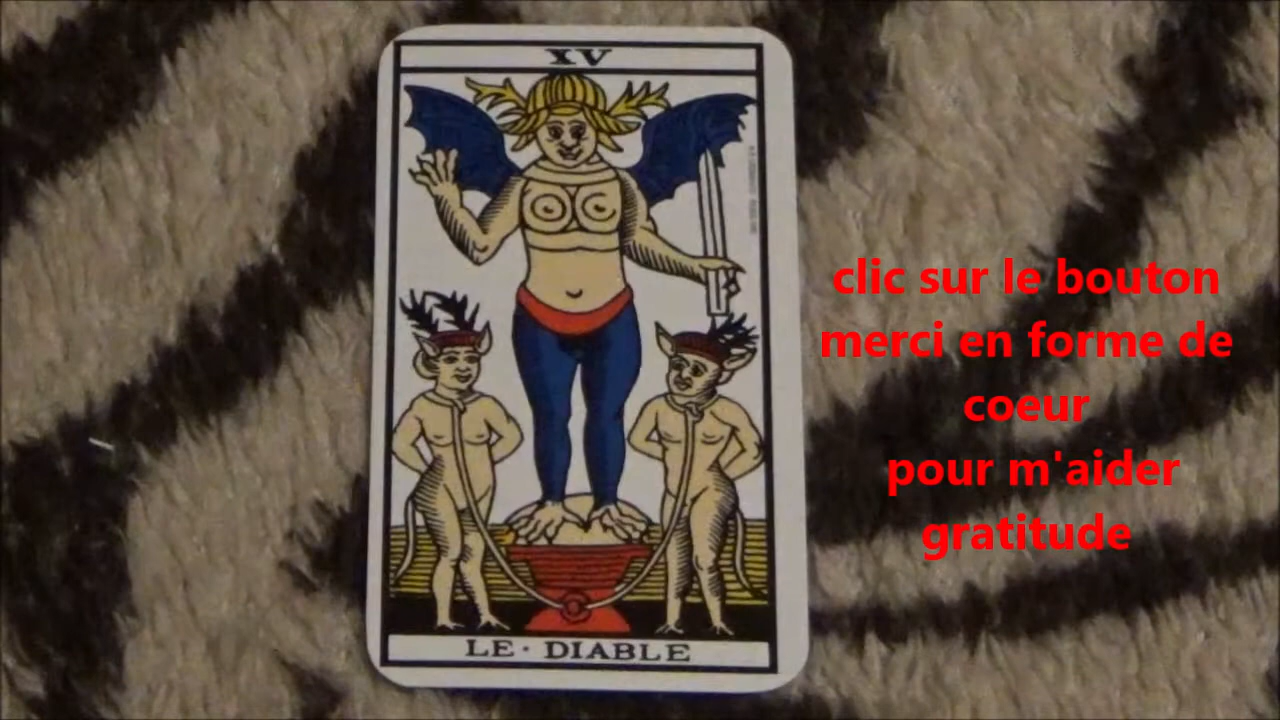 XV
LE · DIABLE
clic sur le bouton
merci en forme de
coeur
pour m'aider
gratitude